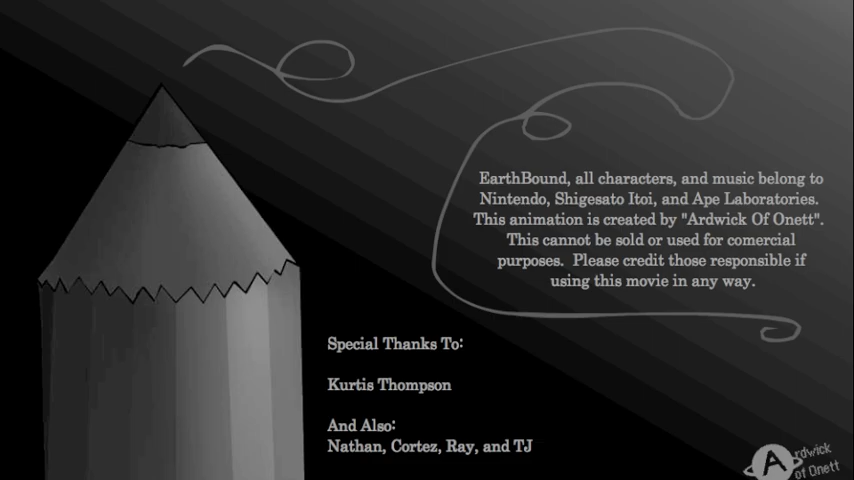 EarthBound, all characters, and music belong to
Nintendo, Shigesato Itoi, and Ape Laboratories.
This animation is created by "Ardwick Of Onett".
This cannot be sold or used for comercial
purposes.  Please credit those responsible if
using this movie in any way.
Special Thanks To:
Kurtis Thompson
And Also:
Nathan, Cortez, Ray, and TJ
Ardwick
of Onett